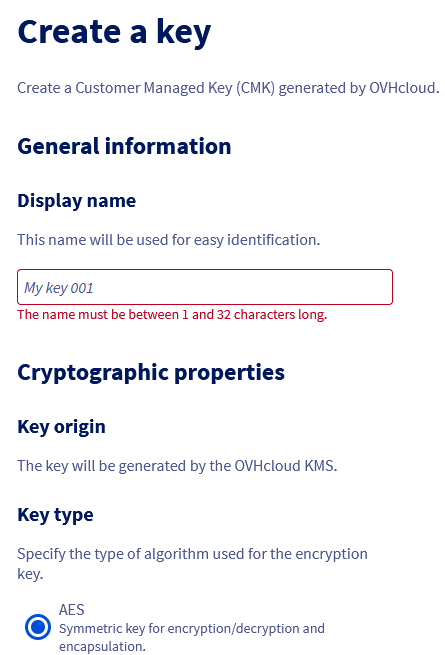 Create a key
Create a Customer Managed Key (CMK) generated by OVHcloud.
General information
Display name
This name will be used for easy identification.
My key 001
The name must be between 1 and 32 characters long.
Cryptographic properties
Key origin
The key will be generated by the OVHcloud KMS.
Key type
Specify the type of algorithm used for the encryption
key.
AES
Symmetric key for encryption/decryption and
encapsulation.